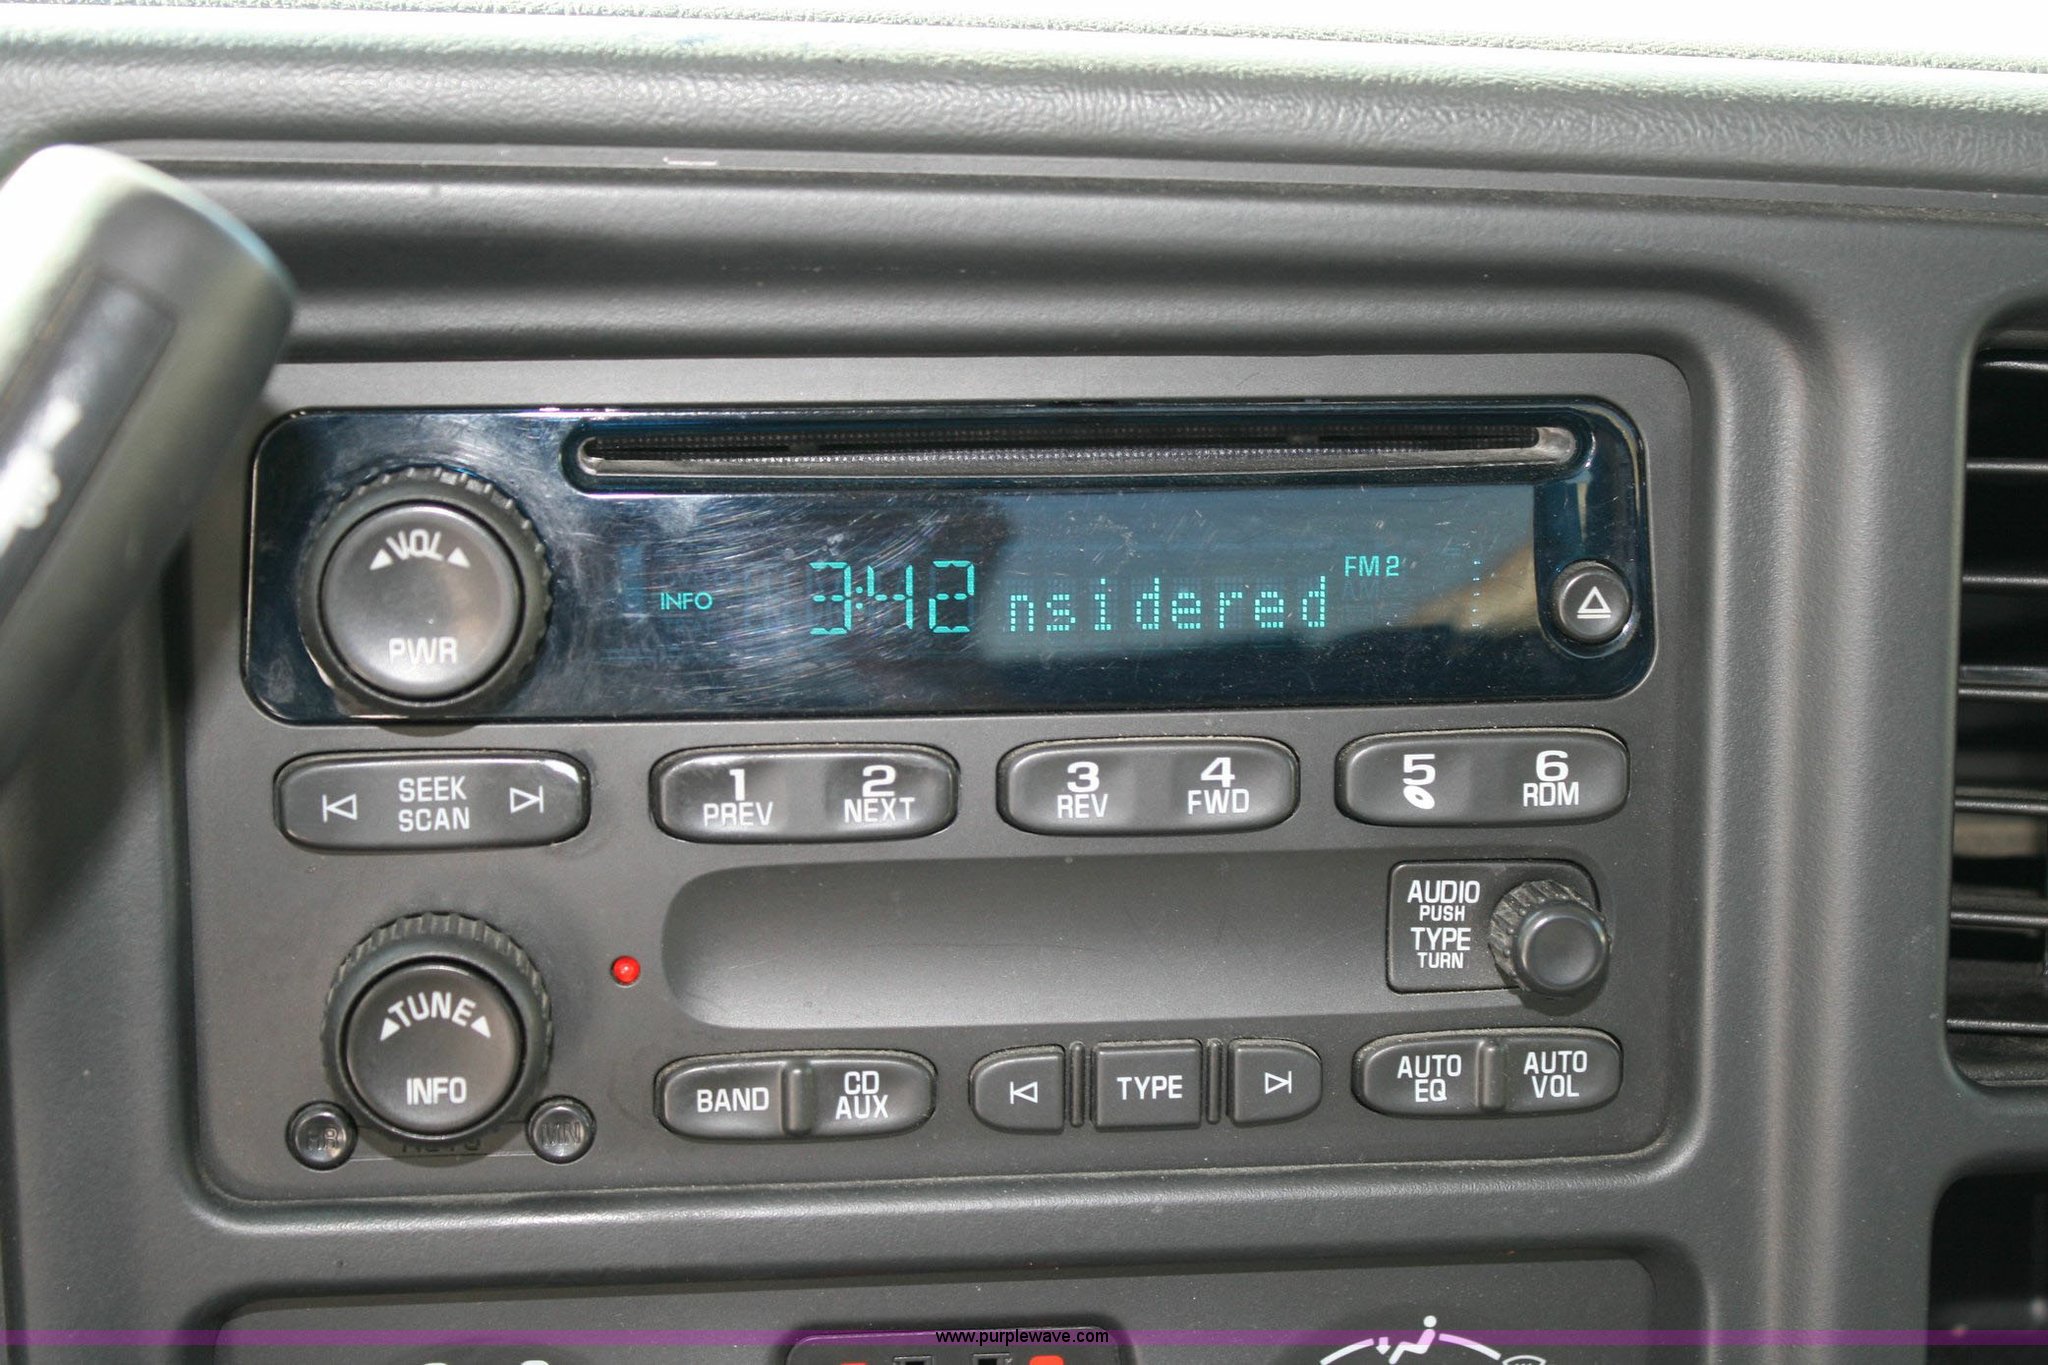 VOL
PWR
INFO
3:42 nsidered
FM 2
SEEK
SCAN
1
PREV
2
NEXT
3
REV
4
FWD
5
6
RDM
AUDIO
PUSH
TYPE
TURN
TUNE
INFO
HR
MN
BAND
CD
AUX
TYPE
AUTO
EQ
AUTO
VOL
www.purplewave.com